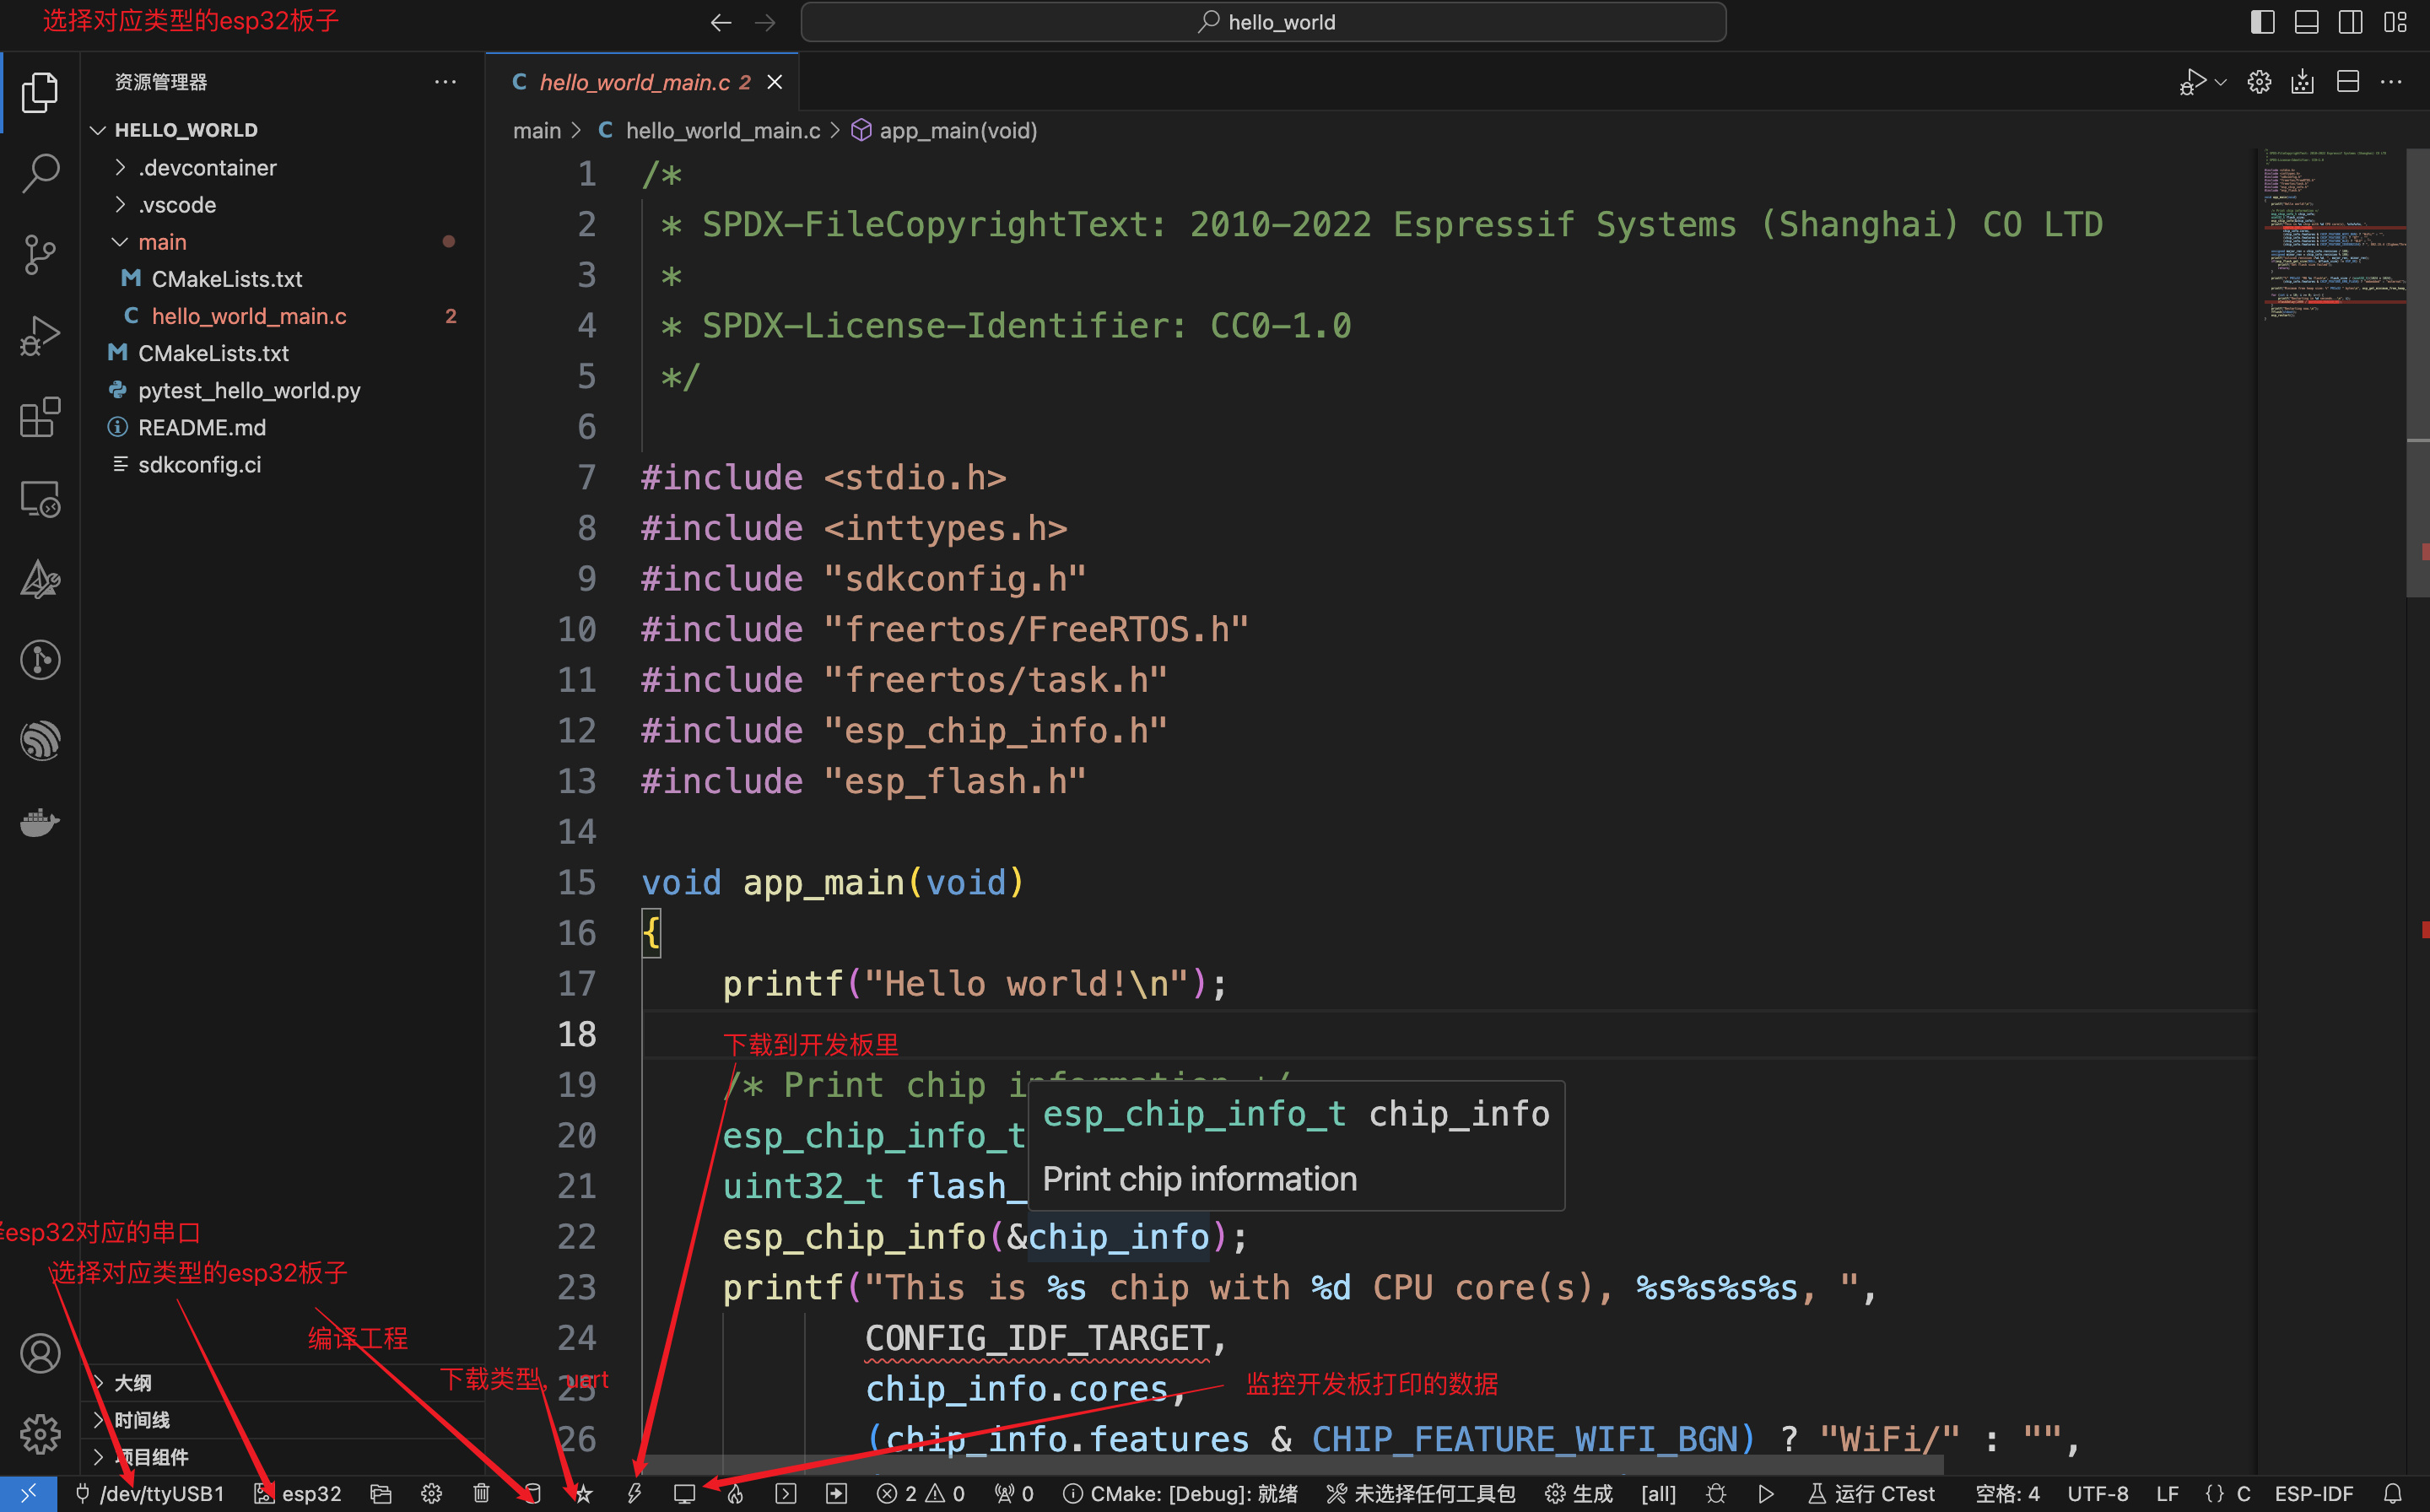 选择对应类型的esp32板子
hello_world
资源管理器
hello_world_main.c 2
HELLO_WORLD
.devcontainer
.vscode
main
CMakeLists.txt
hello_world_main.c 2
CMakeLists.txt
pytest_hello_world.py
README.md
sdkconfig.ci
main > C hello_world_main.c > app_main(void)
1 /*
2 * SPDX-FileCopyrightText: 2010-2022 Espressif Systems (Shanghai) CO LTD
3 *
4 * SPDX-License-Identifier: CC0-1.0
5 */
6
7 #include <stdio.h>
8 #include <inttypes.h>
9 #include "sdkconfig.h"
10 #include "freertos/FreeRTOS.h"
11 #include "freertos/task.h"
12 #include "esp_chip_info.h"
13 #include "esp_flash.h"
14
15 void app_main(void)
16 {
17 printf("Hello world!\n");
18
下载到开发板里
19 /* Print chip
20 esp_chip_info_t
esp_chip_info_t chip_info
Print chip information
21 uint32_t flash_
22 esp_chip_info(&chip_info);
23 printf("This is %s chip with %d CPU core(s), %s%s%s%s, ",
24 CONFIG_IDF_TARGET,
25 chip_info.cores,
26 (chip_info.features & CHIP_FEATURE_WIFI_BGN) ? "WiFi/" : "",
esp32对应的串口
选择对应类型的esp32板子
编译工程
下载类型，uart
监控开发板打印的数据
大纲
时间线
项目组件
/dev/ttyUSB1 esp32 2 0 0 CMake: [Debug]: 就绪 未选择任何工具包 生成 [all] 运行 CTest 空格: 4 UTF-8 LF {} C ESP-IDF